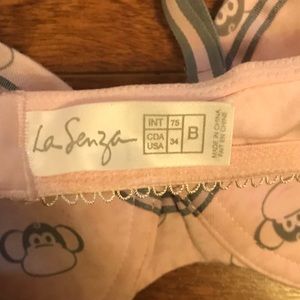 La Senza
INT 75
CDA 34
USA
B
MADE IN CHINA
FAIT EN CHINE